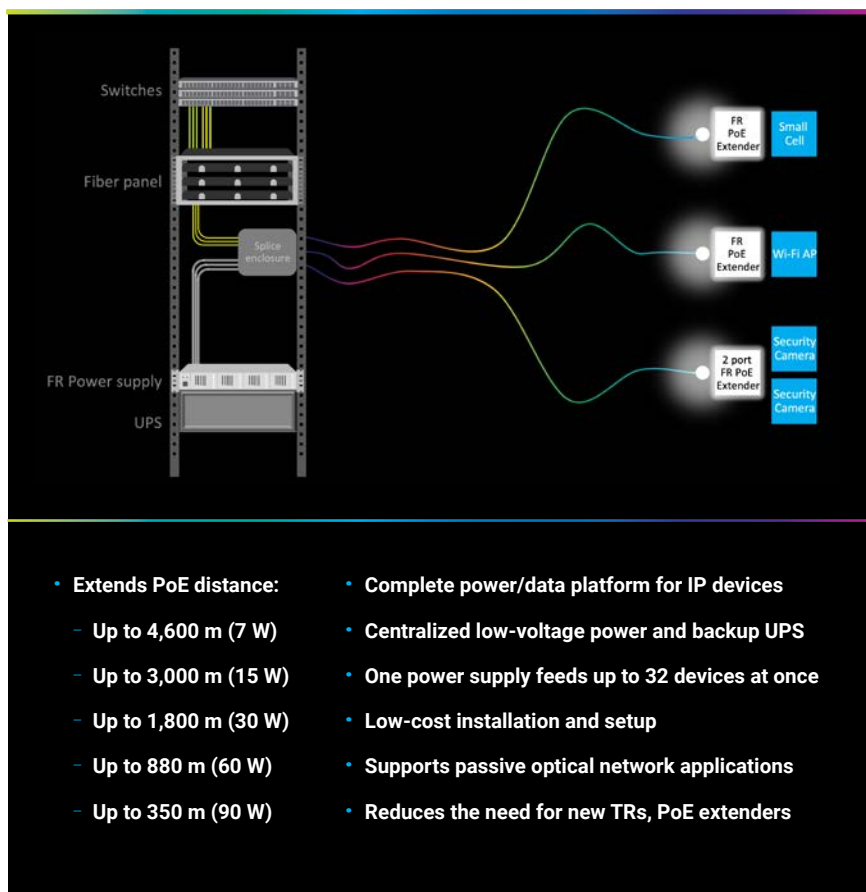 Switches
Fiber panel
Splice
enclosure
FR Power supply
UPS
FR
PoE
Extender
Small
Cell
FR
PoE
Extender
Wi-Fi AP
2 port
FR PoE
Extender
Security
Camera
Security
Camera
• Extends PoE distance:
– Up to 4,600 m (7 W)
– Up to 3,000 m (15 W)
– Up to 1,800 m (30 W)
– Up to 880 m (60 W)
– Up to 350 m (90 W)
• Complete power/data platform for IP devices
• Centralized low-voltage power and backup UPS
• One power supply feeds up to 32 devices at once
• Low-cost installation and setup
• Supports passive optical network applications
• Reduces the need for new TRs, PoE extenders